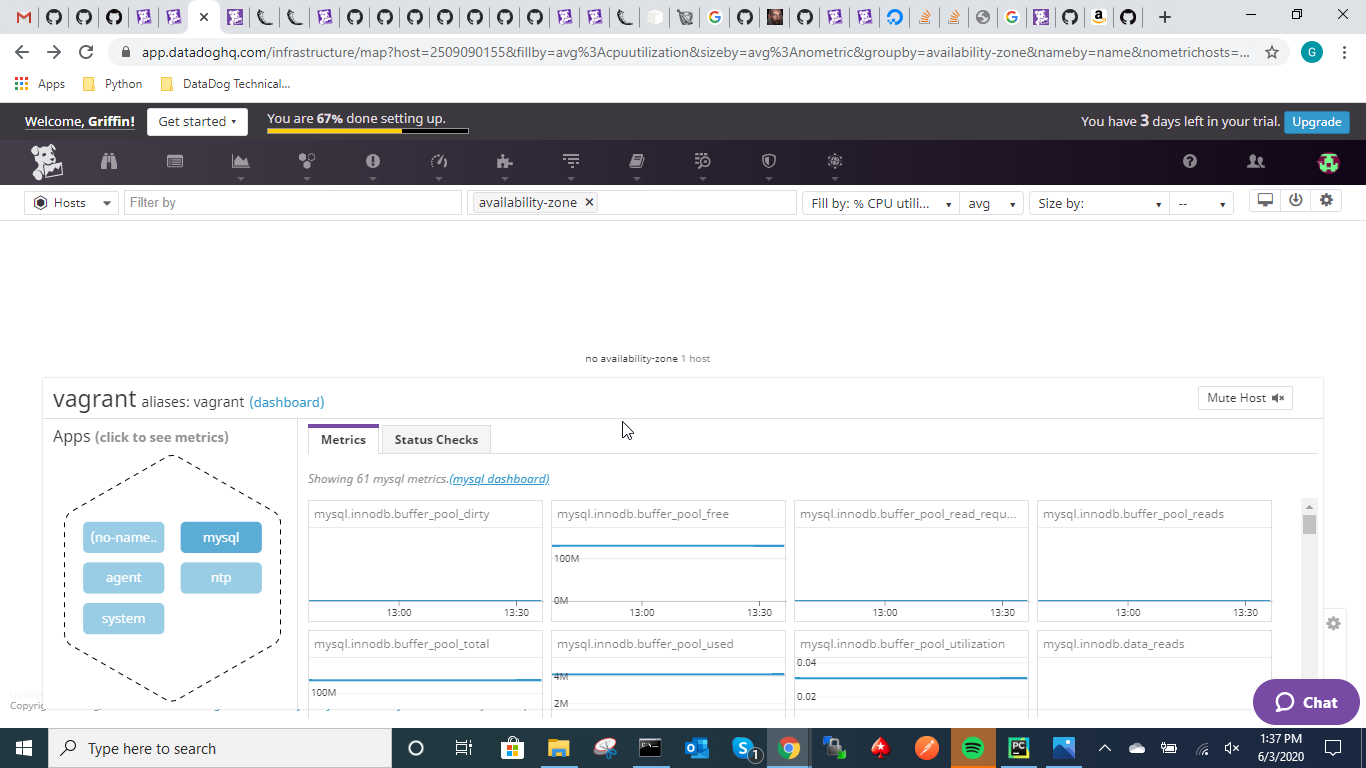 app.datadoghq.com/infrastructure/map?host=2509090155&fillby=avg%3Acpuutilization&sizeby=avg%3Anometric&groupby=availability-zone&nameby=name&nometrichosts=...
G
Apps Python DataDog Technical...
Welcome, Griffin! Get started You are 67% done setting up. You have 3 days left in your trial. Upgrade
Hosts Filter by availability-zone × Fill by: % CPU utili... avg Size by: --
no availability-zone 1 host
vagrant aliases: vagrant (dashboard) Mute Host
Apps (click to see metrics) Metrics Status Checks
Showing 61 mysql metrics.(mysql dashboard)
(no-name.. mysql
agent ntp
system
mysql.innodb.buffer_pool_dirty mysql.innodb.buffer_pool_free mysql.innodb.buffer_pool_read_requ... mysql.innodb.buffer_pool_reads
100M
0M
13:00 13:30 13:00 13:30 13:00 13:30 13:00 13:30
mysql.innodb.buffer_pool_total mysql.innodb.buffer_pool_used mysql.innodb.buffer_pool_utilization mysql.innodb.data_reads
100M 4M 0.04
2M 0.02
Chat
Type here to search
1
PC
1:37 PM
6/3/2020